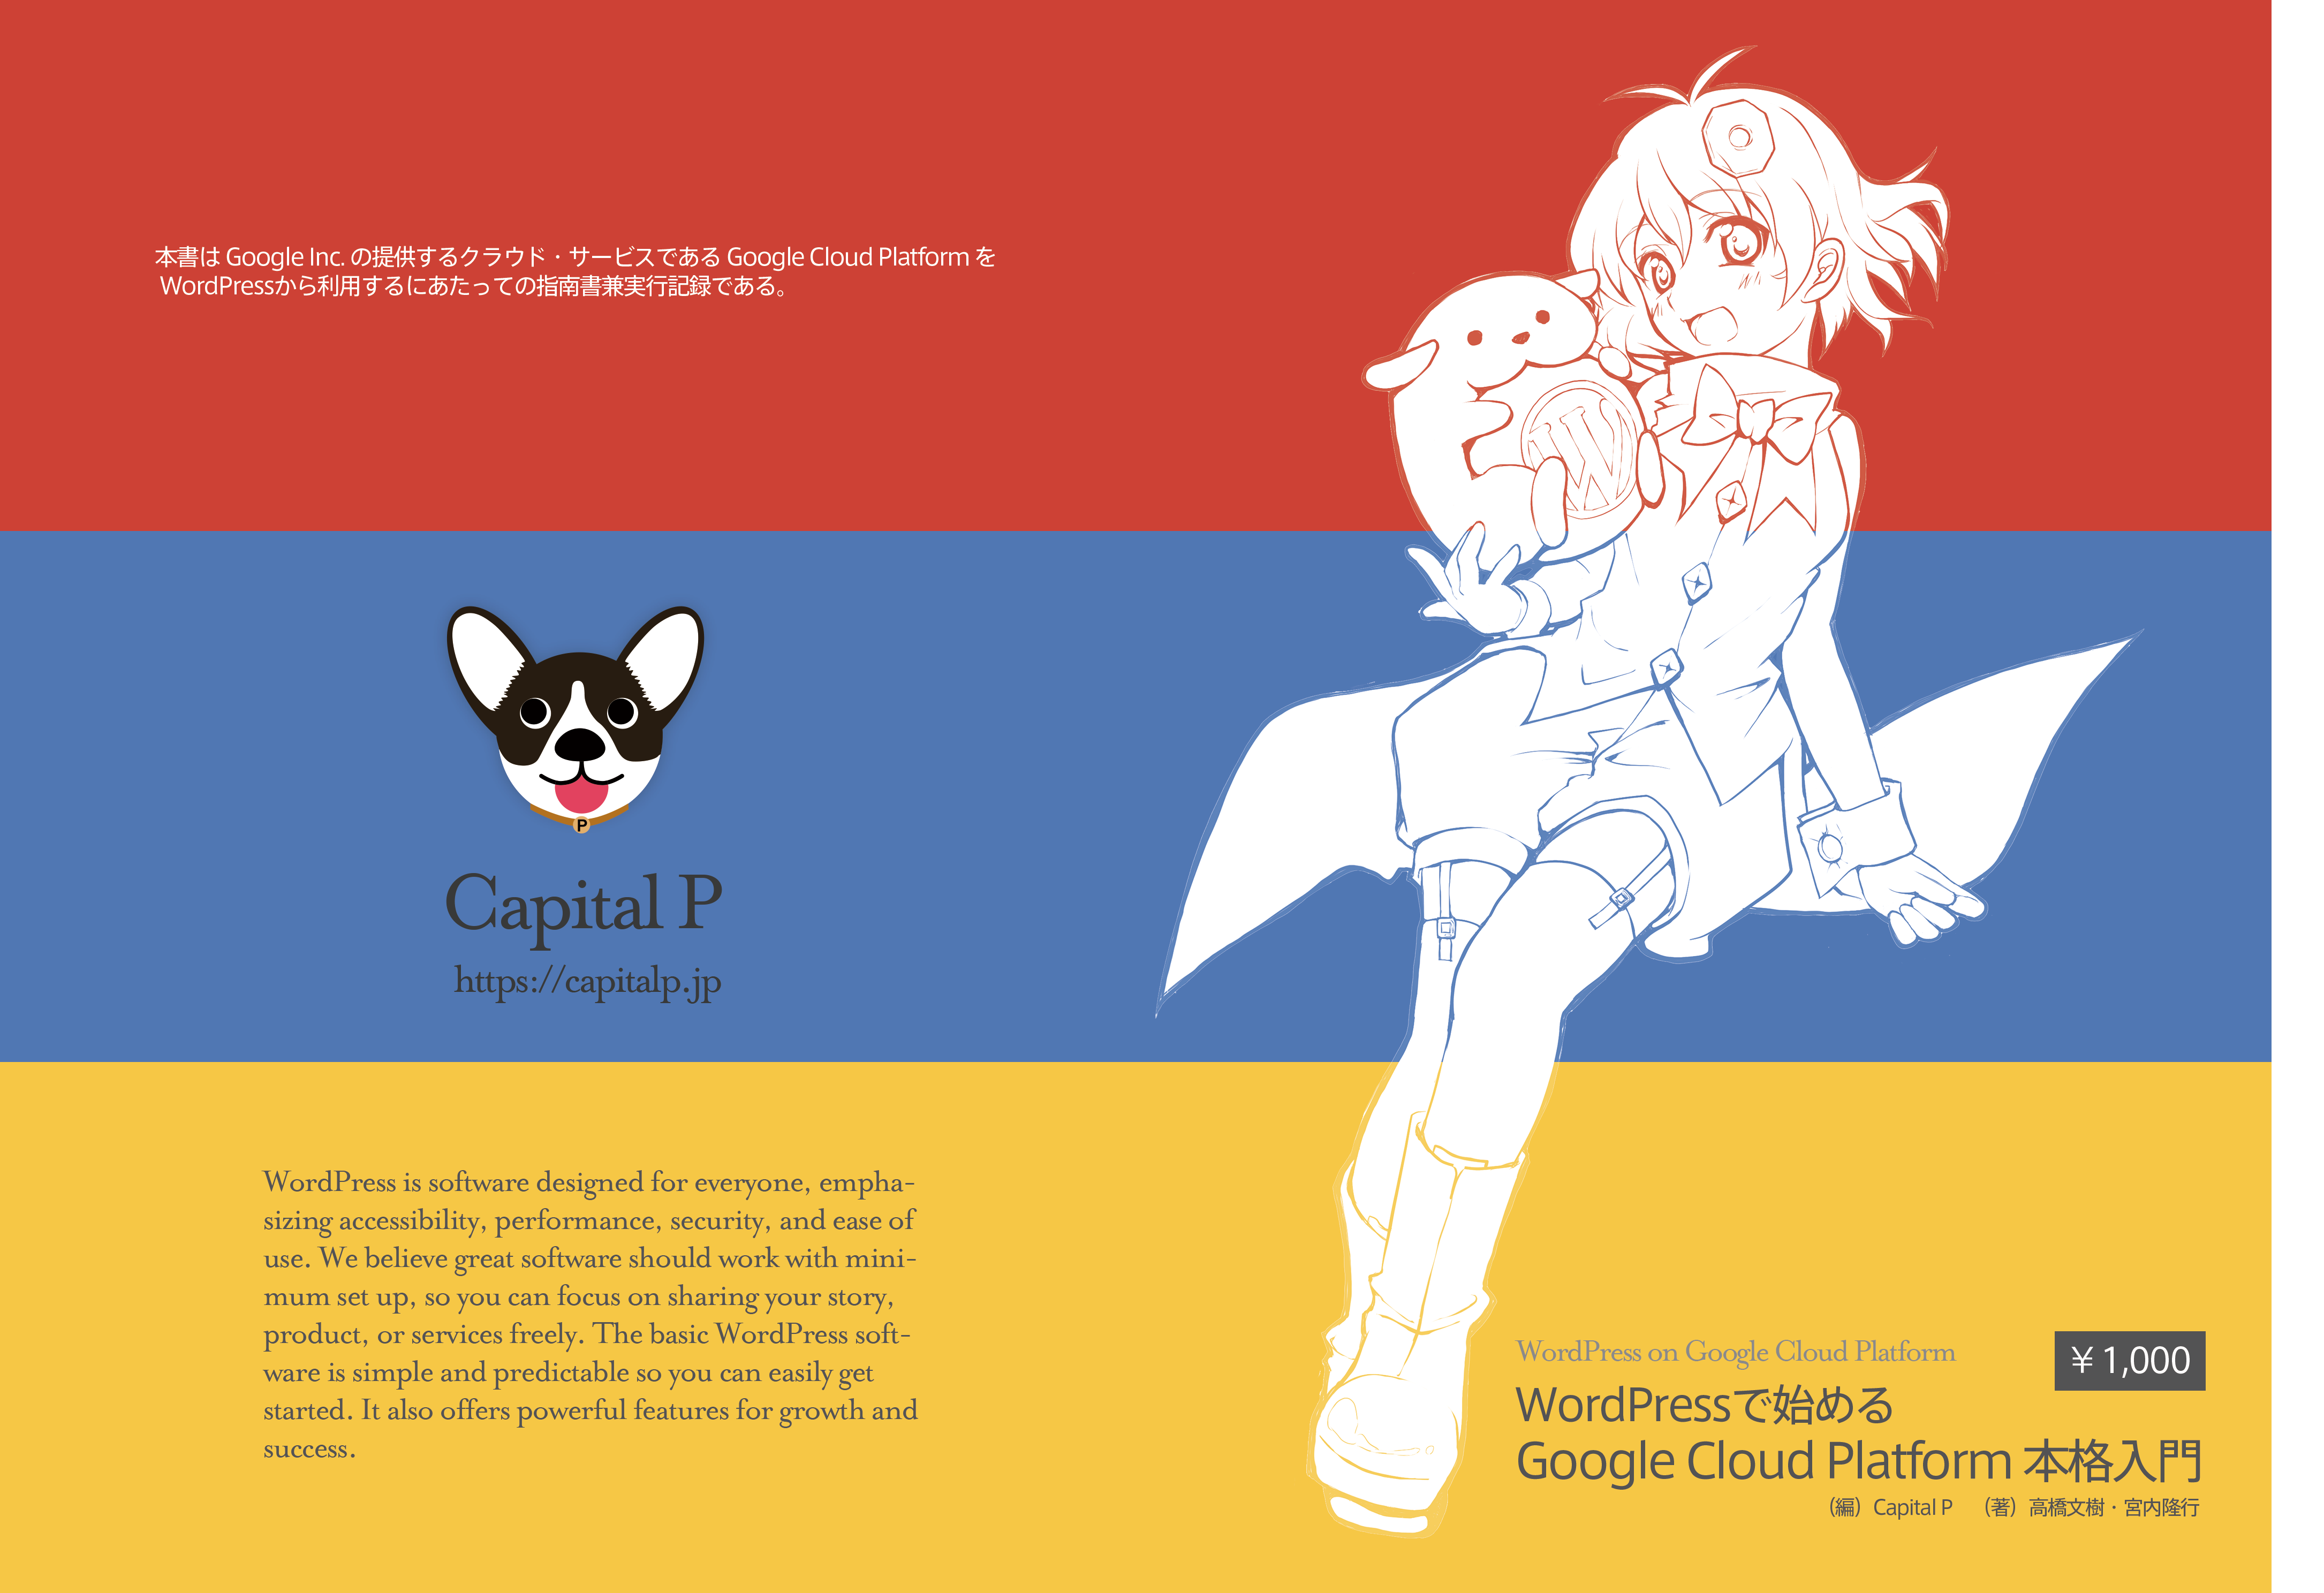 本書は Google Inc. の提供するクラウド・サービスである Google Cloud Platform を
WordPressから利用するにあたっての指南書兼実行記録である。
W
P
Capital P
https://capitalp.jp
WordPress is software designed for everyone, empha-
sizing accessibility, performance, security, and ease of
use. We believe great software should work with mini-
mum set up, so you can focus on sharing your story,
product, or services freely. The basic WordPress soft-
ware is simple and predictable so you can easily get
started. It also offers powerful features for growth and
success.
WordPress on Google Cloud Platform
¥ 1,000
WordPressで始める
Google Cloud Platform 本格入門
（編）Capital P （著）高橋文樹・宮内隆行